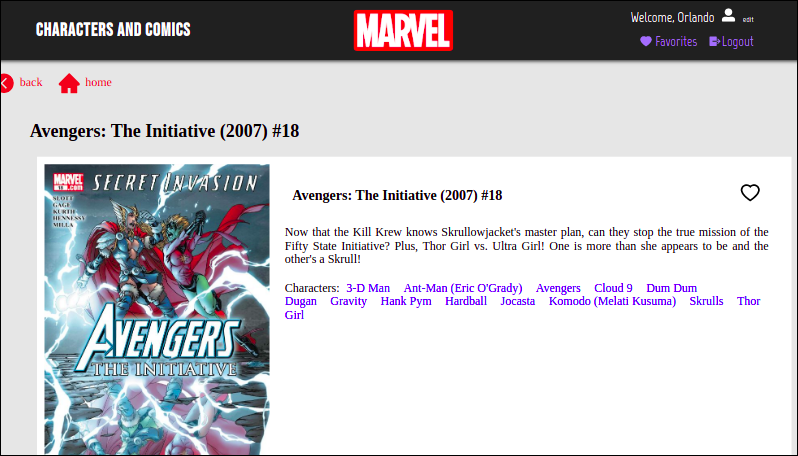 CHARACTERS AND COMICS
MARVEL
Welcome, Orlando edit
Favorites Logout
back home
Avengers: The Initiative (2007) #18
MARVEL
18 .com
SECRET INVASION
SCOTT
GAGE
KURTH
HENNESSY
MILLA
AVENGERS
THE INITIATIVE
Avengers: The Initiative (2007) #18
Now that the Kill Krew knows Skrullowjacket's master plan, can they stop the true mission of the
Fifty State Initiative? Plus, Thor Girl vs. Ultra Girl! One is more than she appears to be and the
other's a Skrull!
Characters: 3-D Man Ant-Man (Eric O'Grady) Avengers Cloud 9 Dum Dum
Dugan Gravity Hank Pym Hardball Jocasta Komodo (Melati Kusuma) Skrulls Thor
Girl